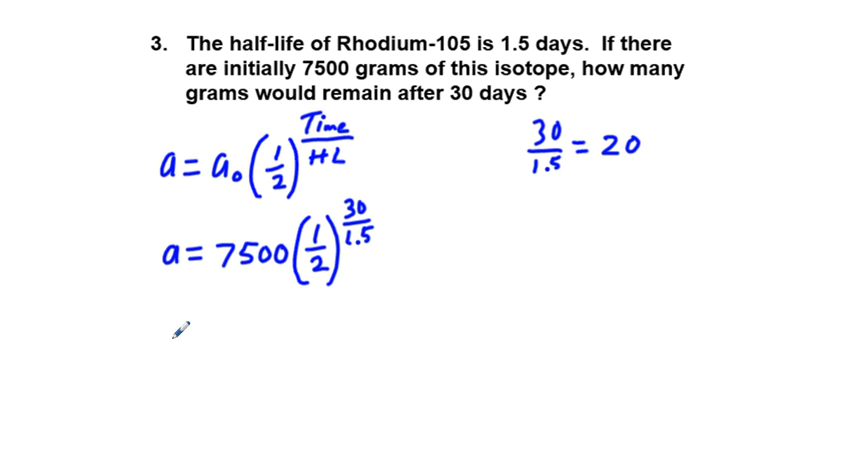 3. The half-life of Rhodium-105 is 1.5 days. If there
are initially 7500 grams of this isotope, how many
grams would remain after 30 days ?
a = a₀ (1/2)^(Time/HL)
30/1.5 = 20
a = 7500 (1/2)^(30/1.5)